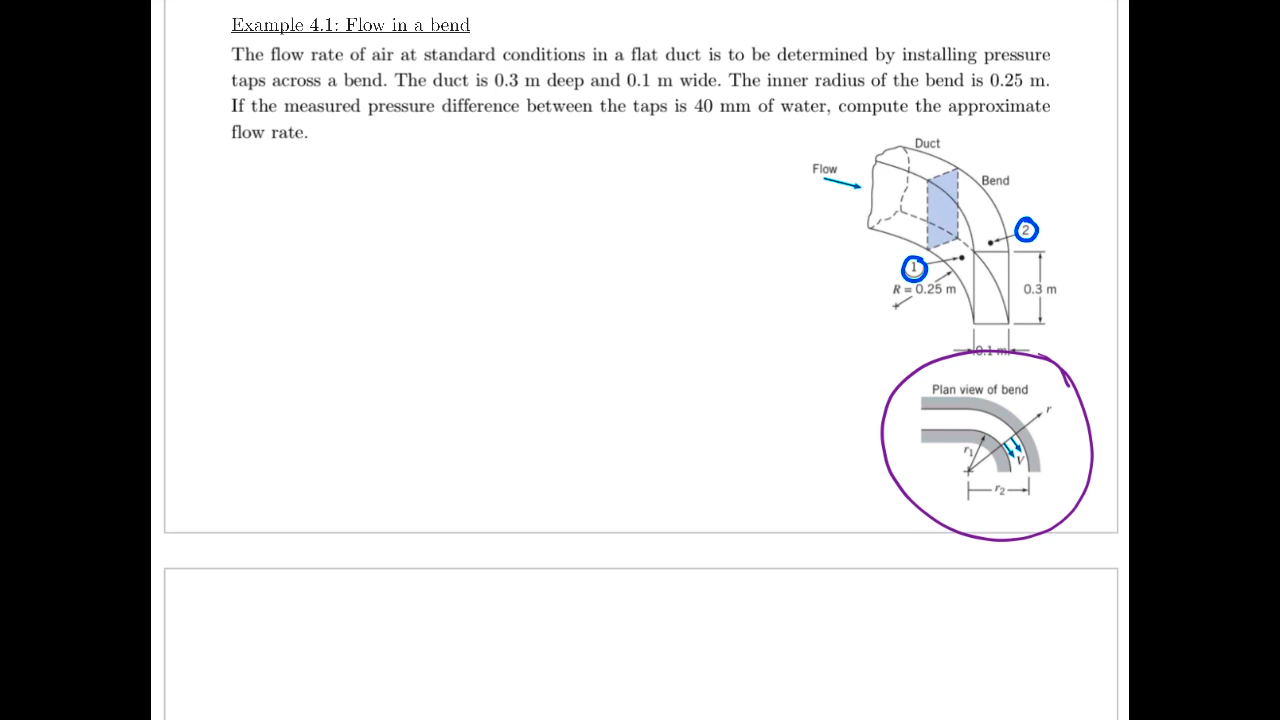 Example 4.1: Flow in a bend
The flow rate of air at standard conditions in a flat duct is to be determined by installing pressure
taps across a bend. The duct is 0.3 m deep and 0.1 m wide. The inner radius of the bend is 0.25 m.
If the measured pressure difference between the taps is 40 mm of water, compute the approximate
flow rate.
Duct
Flow
Bend
2
1
R = 0.25 m
0.3 m
0.1 m
Plan view of bend
r
r1
V
r2